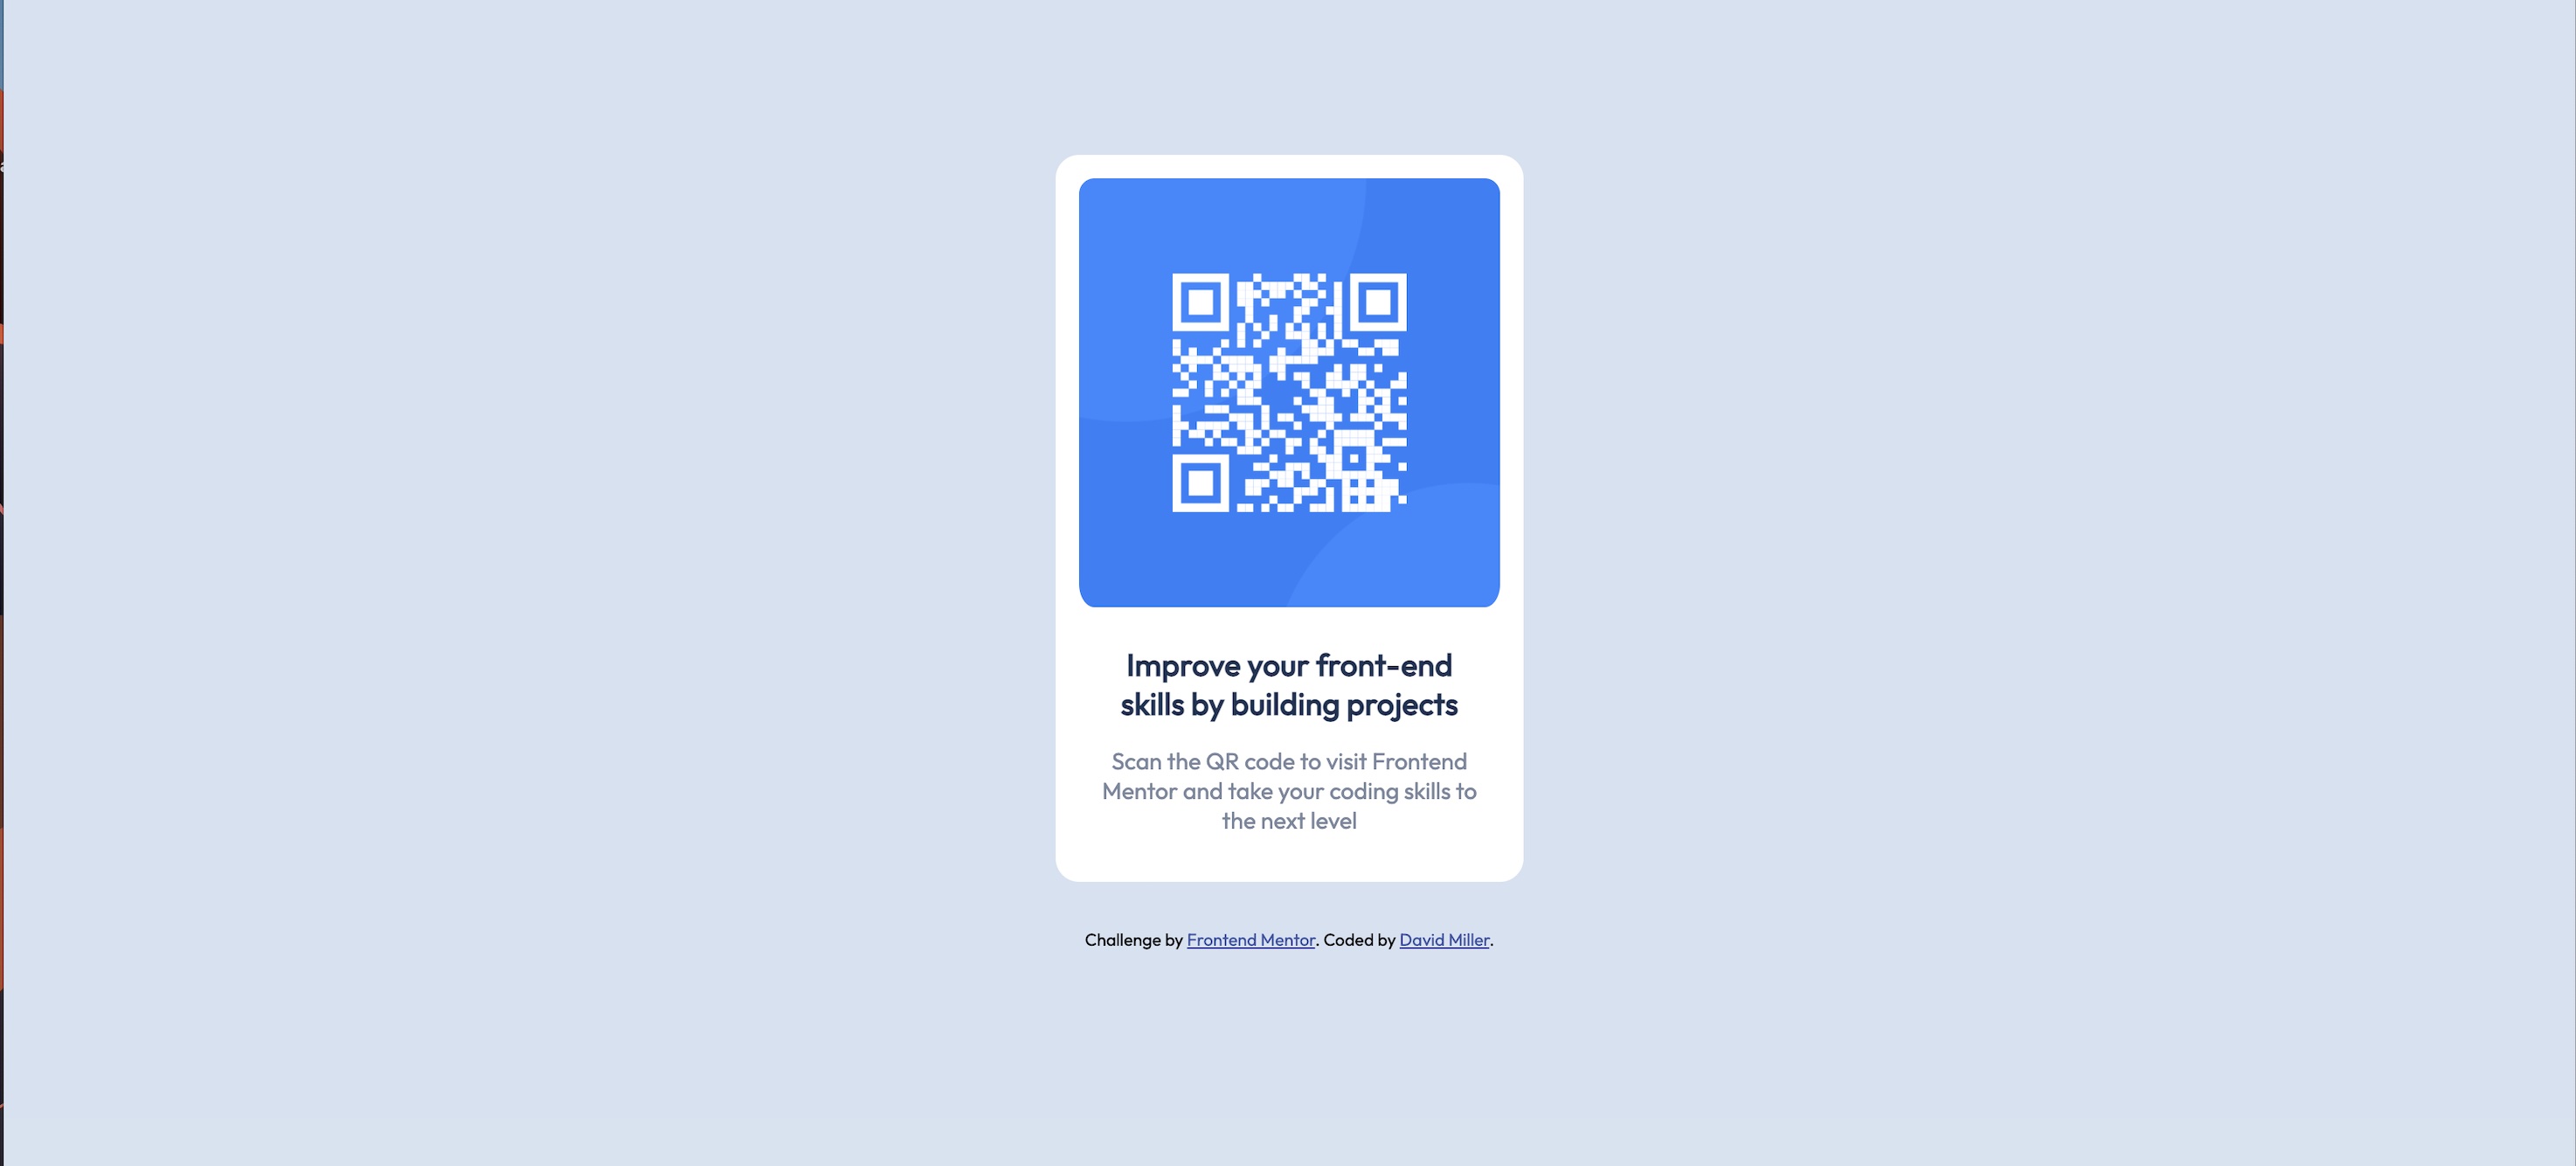 Improve your front-end
skills by building projects
Scan the QR code to visit Frontend
Mentor and take your coding skills to
the next level
Challenge by Frontend Mentor. Coded by David Miller.